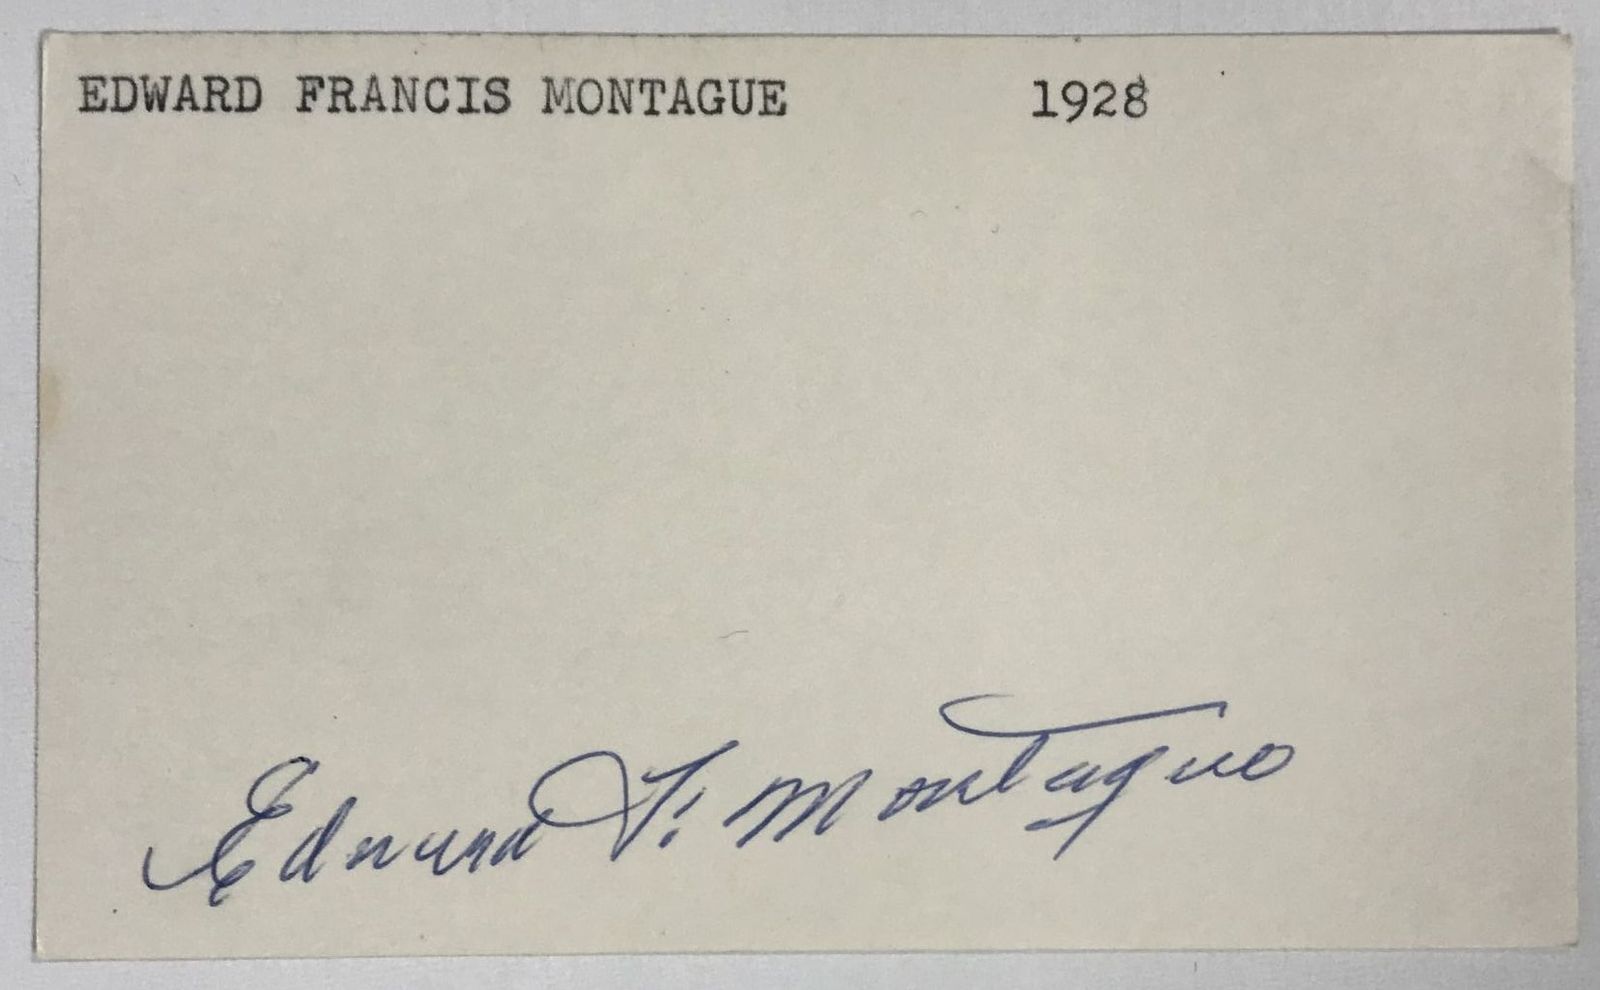 EDWARD FRANCIS MONTAGUE 1928
Edward F. Montague